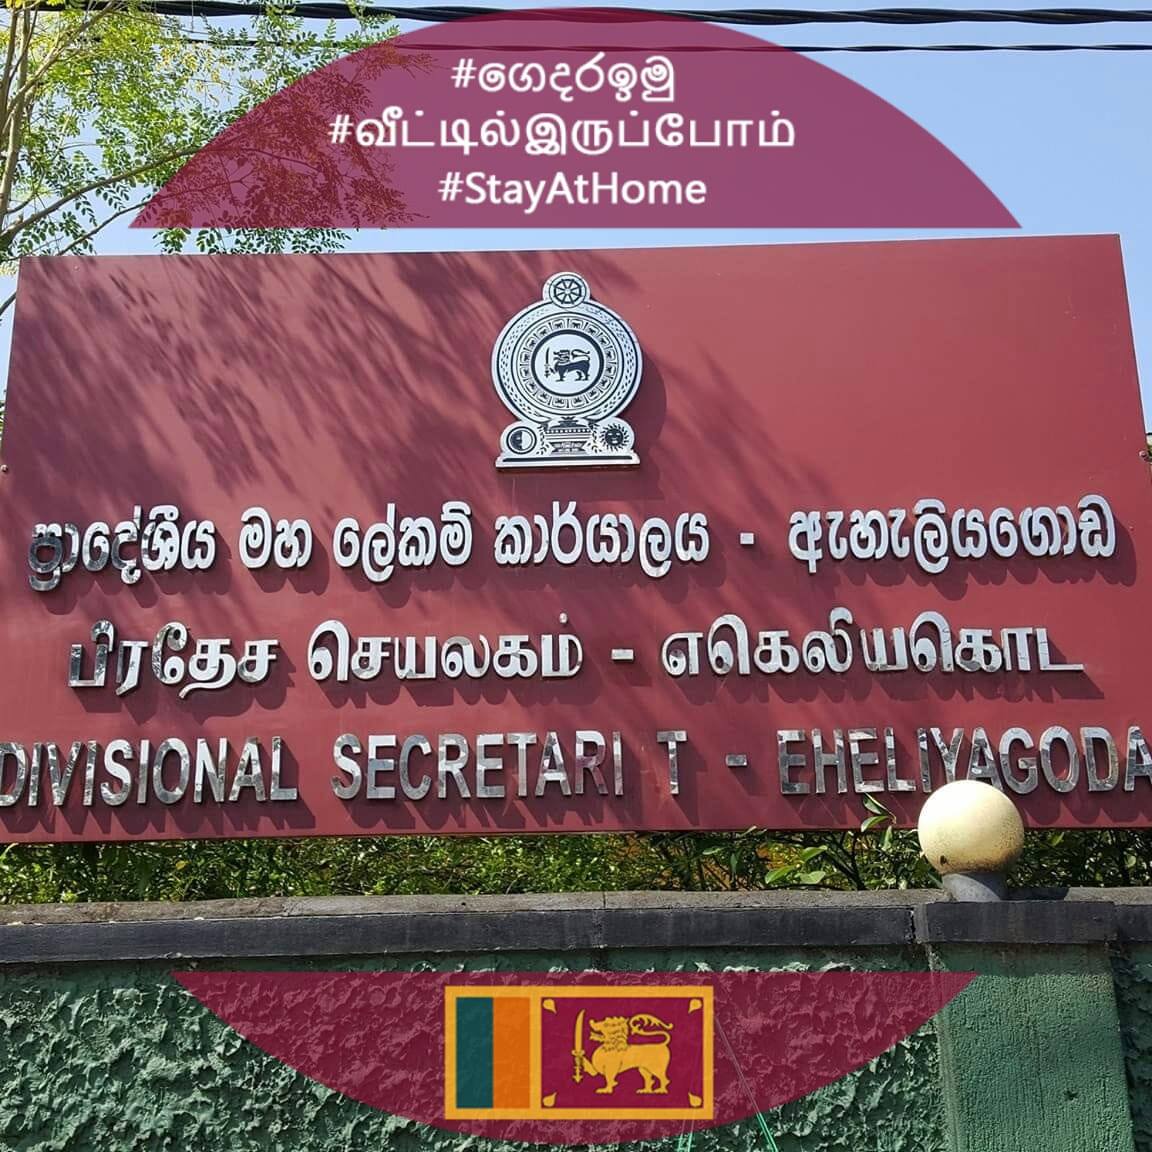 #ගෙදරඉමු
#வீட்டில்இருப்போம்
#StayAtHome
ප්‍රාදේශීය මහ ලේකම් කාර්යාලය - ඇහැලියගොඩ
பிரதேச செயலகம் - எகெலியகொட
DIVISIONAL SECRETARI T - EHELIYAGODA